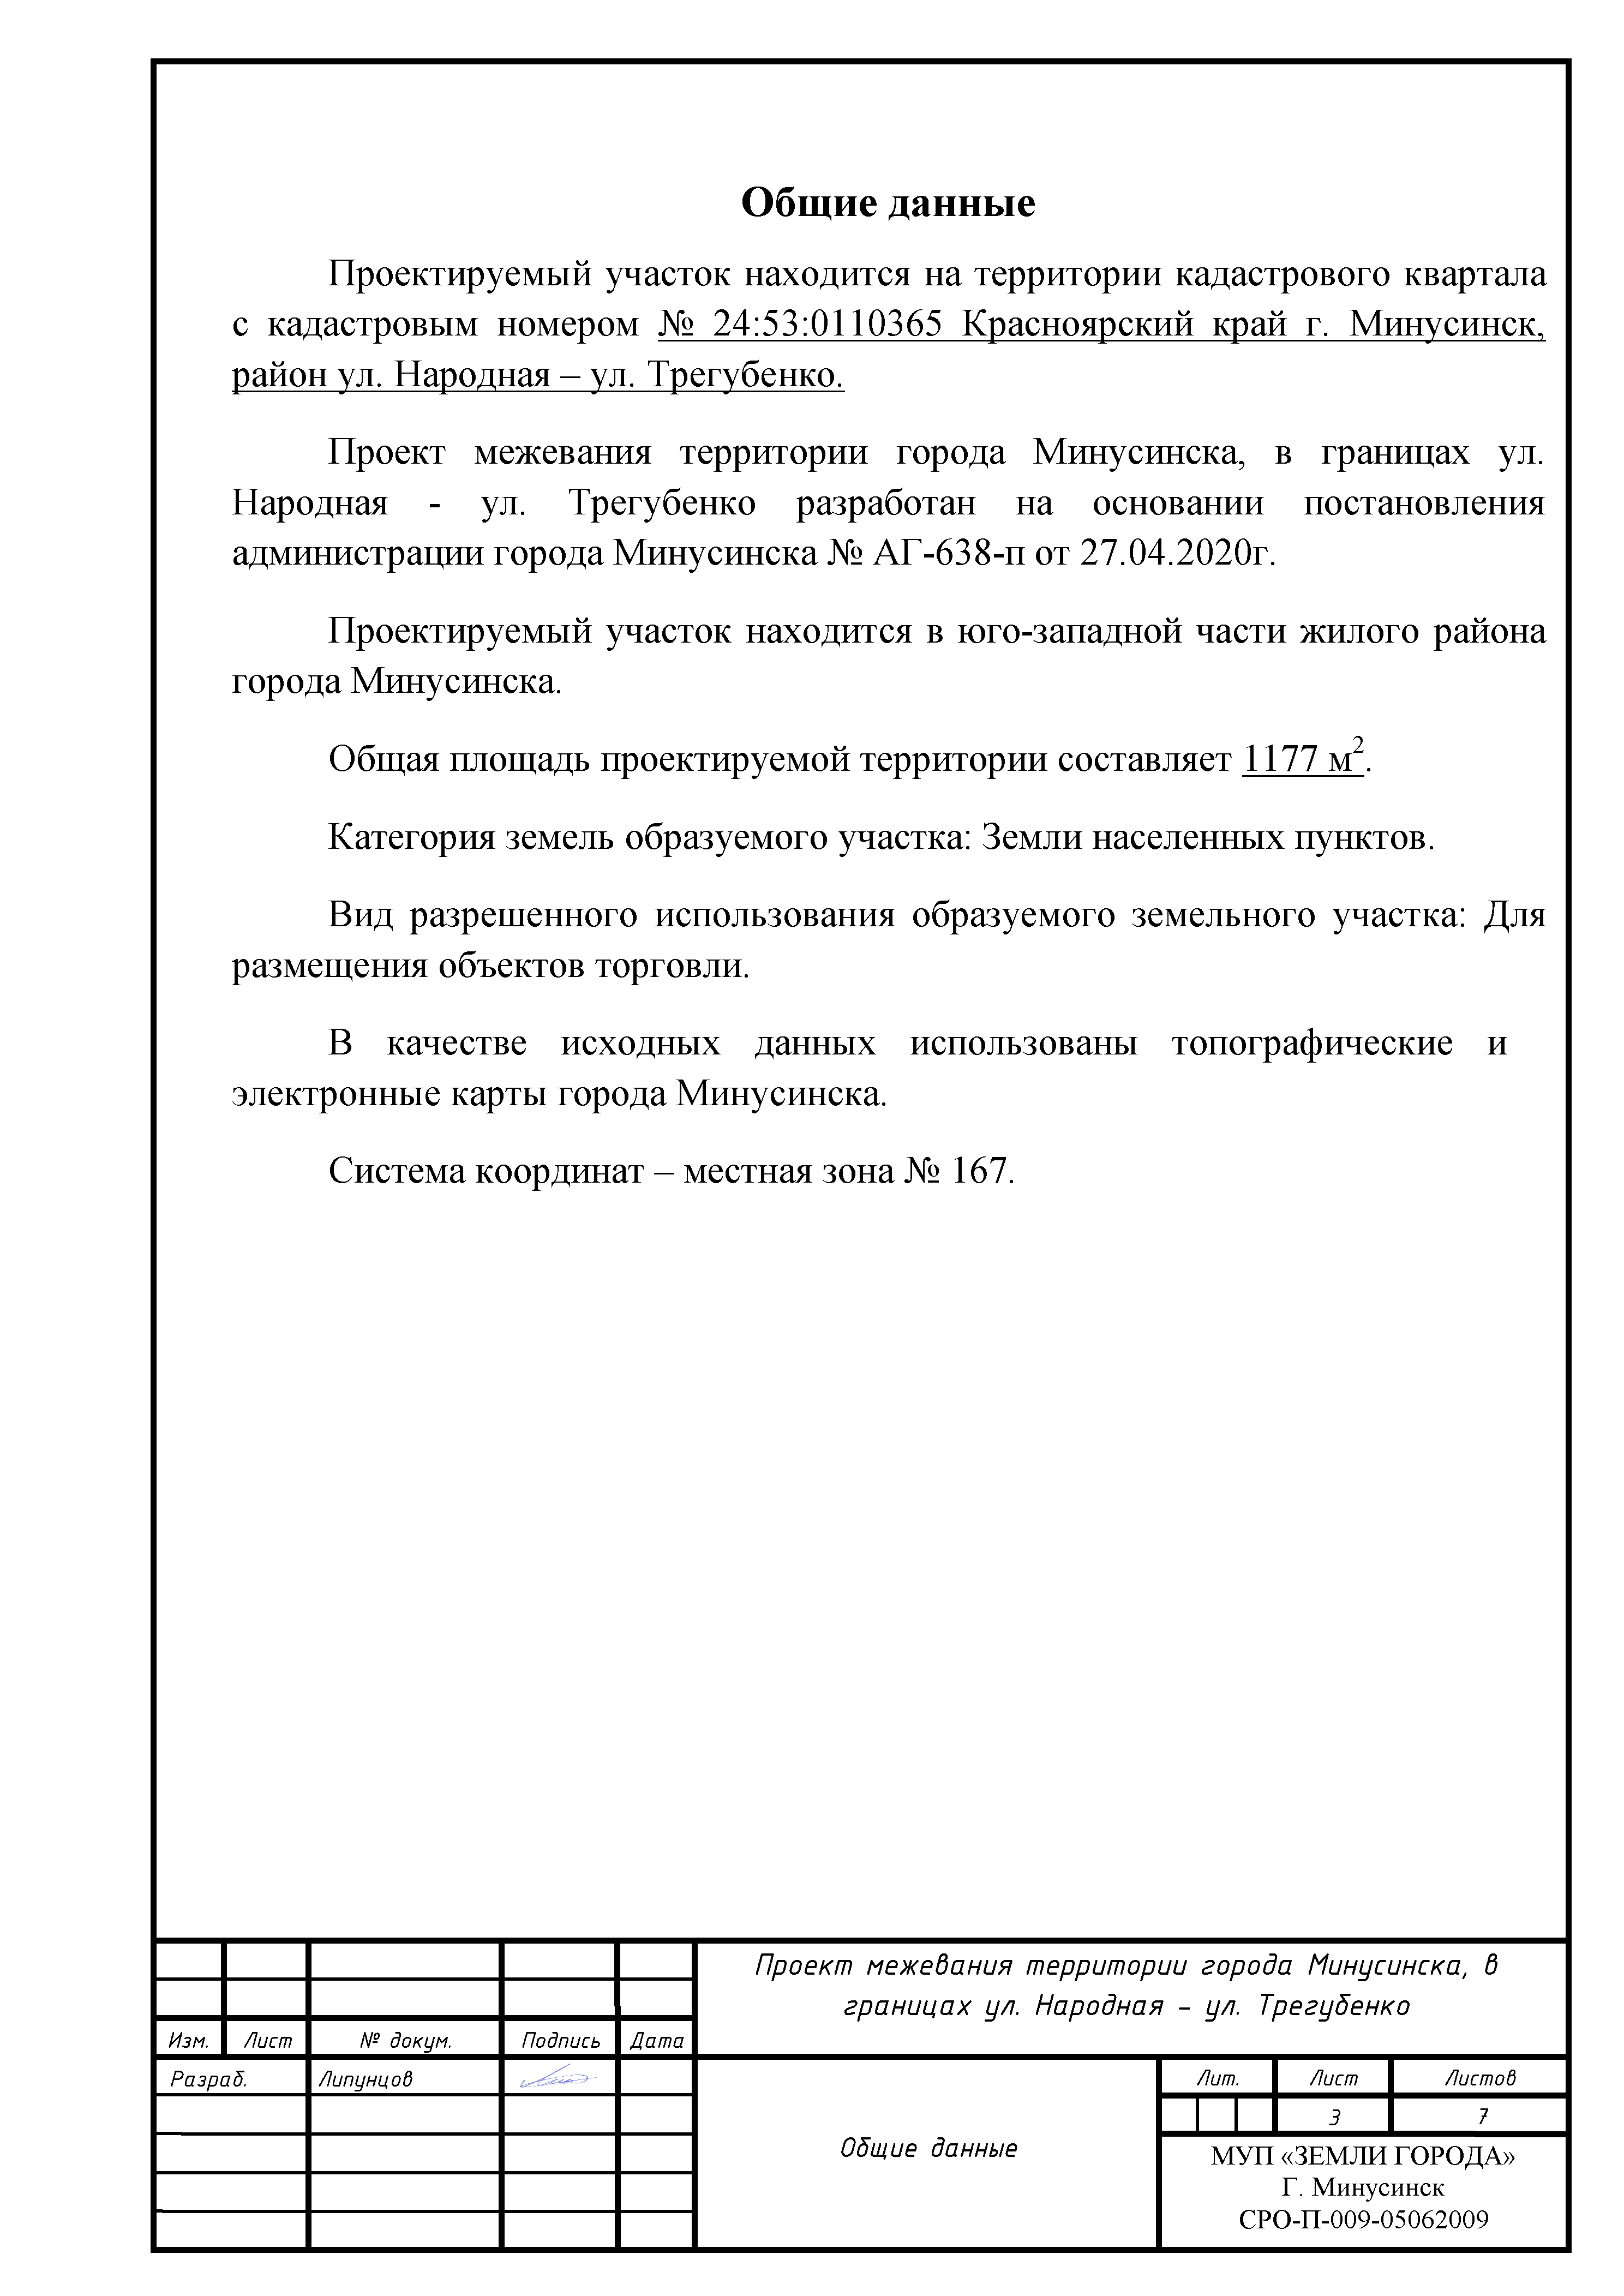 Общие данные
Проектируемый участок находится на территории кадастрового квартала
с кадастровым номером № 24:53:0110365 Красноярский край г. Минусинск,
район ул. Народная – ул. Трегубенко.
Проект межевания территории города Минусинска, в границах ул.
Народная - ул. Трегубенко разработан на основании постановления
администрации города Минусинска № АГ-638-п от 27.04.2020г.
Проектируемый участок находится в юго-западной части жилого района
города Минусинска.
Общая площадь проектируемой территории составляет 1177 м².
Категория земель образуемого участка: Земли населенных пунктов.
Вид разрешенного использования образуемого земельного участка: Для
размещения объектов торговли.
В качестве исходных данных использованы топографические и
электронные карты города Минусинска.
Система координат – местная зона № 167.
Проект межевания территории города Минусинска, в
границах ул. Народная - ул. Трегубенко
Изм. Лист № докум. Подпись Дата
Разраб. Липунцов
Общие данные
Лит. Лист Листов
3 7
МУП «ЗЕМЛИ ГОРОДА»
Г. Минусинск
СРО-П-009-05062009